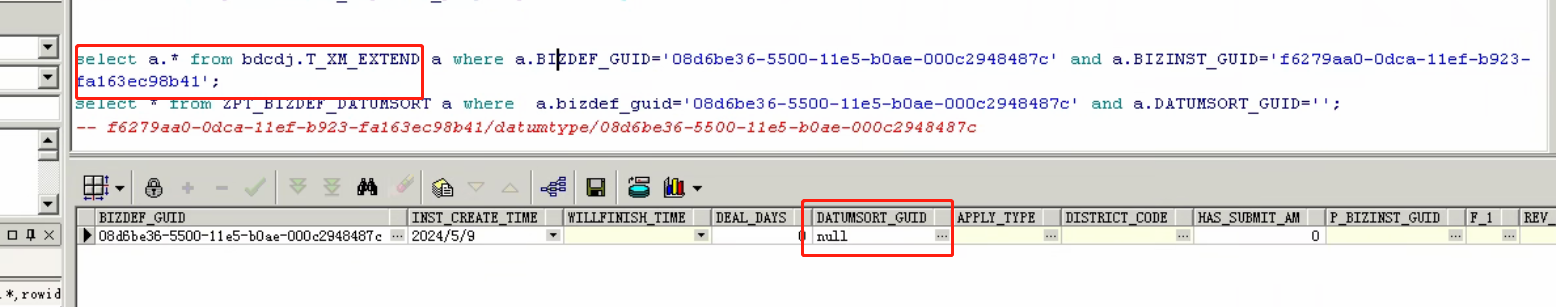 select a.* from bdcdj.T_XM_EXTEND a where a.BIZDEF_GUID='08d6be36-5500-11e5-b0ae-000c2948487c' and a.BIZINST_GUID='f6279aa0-0dca-11ef-b923-
fa163ec98b41';
select * from ZPT_BIZDEF_DATUMSORT a where  a.bizdef_guid='08d6be36-5500-11e5-b0ae-000c2948487c' and a.DATUMSORT_GUID='';
-- f6279aa0-0dca-11ef-b923-fa163ec98b41/datumtype/08d6be36-5500-11e5-b0ae-000c2948487c
BIZDEF_GUID INST_CREATE_TIME WILLFINISH_TIME DEAL_DAYS DATUMSORT_GUID APPLY_TYPE DISTRICT_CODE HAS_SUBMIT_AM P_BIZINST_GUID F_1 REV_
08d6be36-5500-11e5-b0ae-000c2948487c ... 2024/5/9 0 null ... ... ... 0 ... ...
.*,rowid